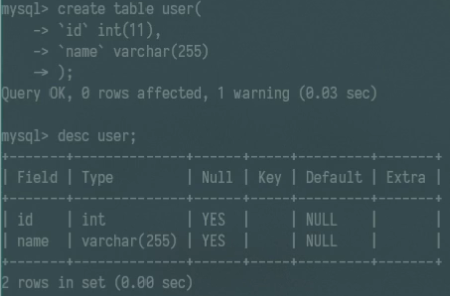 mysql> create table user(
    -> `id` int(11),
    -> `name` varchar(255)
    -> );
Query OK, 0 rows affected, 1 warning (0.03 sec)

mysql> desc user;
+-------+--------------+------+-----+---------+-------+
| Field | Type         | Null | Key | Default | Extra |
+-------+--------------+------+-----+---------+-------+
| id    | int          | YES  |     | NULL    |       |
| name  | varchar(255) | YES  |     | NULL    |       |
+-------+--------------+------+-----+---------+-------+
2 rows in set (0.00 sec)